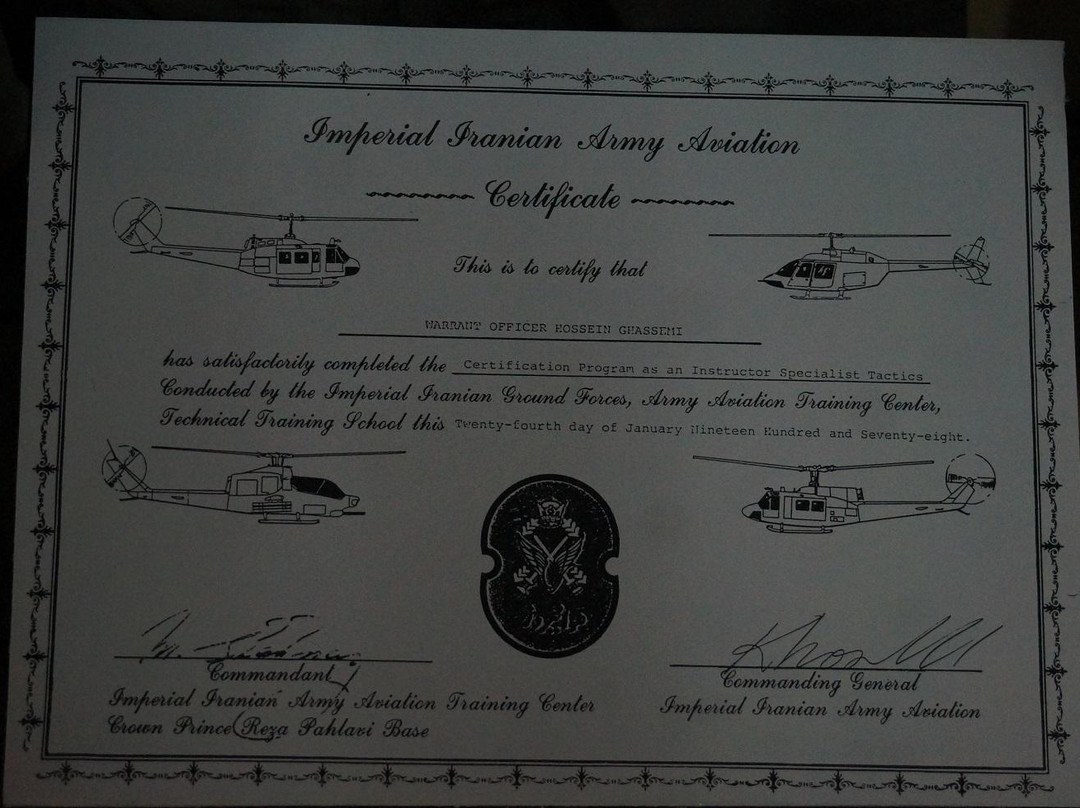 Imperial Iranian Army Aviation
Certificate
This is to certify that
WARRANT OFFICER HOSSEIN GHASSEMI
has satisfactorily completed the Certification Program as an Instructor Specialist Tactics
Conducted by the Imperial Iranian Ground Forces, Army Aviation Training Center,
Technical Training School this Twenty-fourth day of January Nineteen Hundred and Seventy-eight.
Commandant
Imperial Iranian Army Aviation Training Center
Crown Prince Reza Pahlavi Base
Commanding General
Imperial Iranian Army Aviation